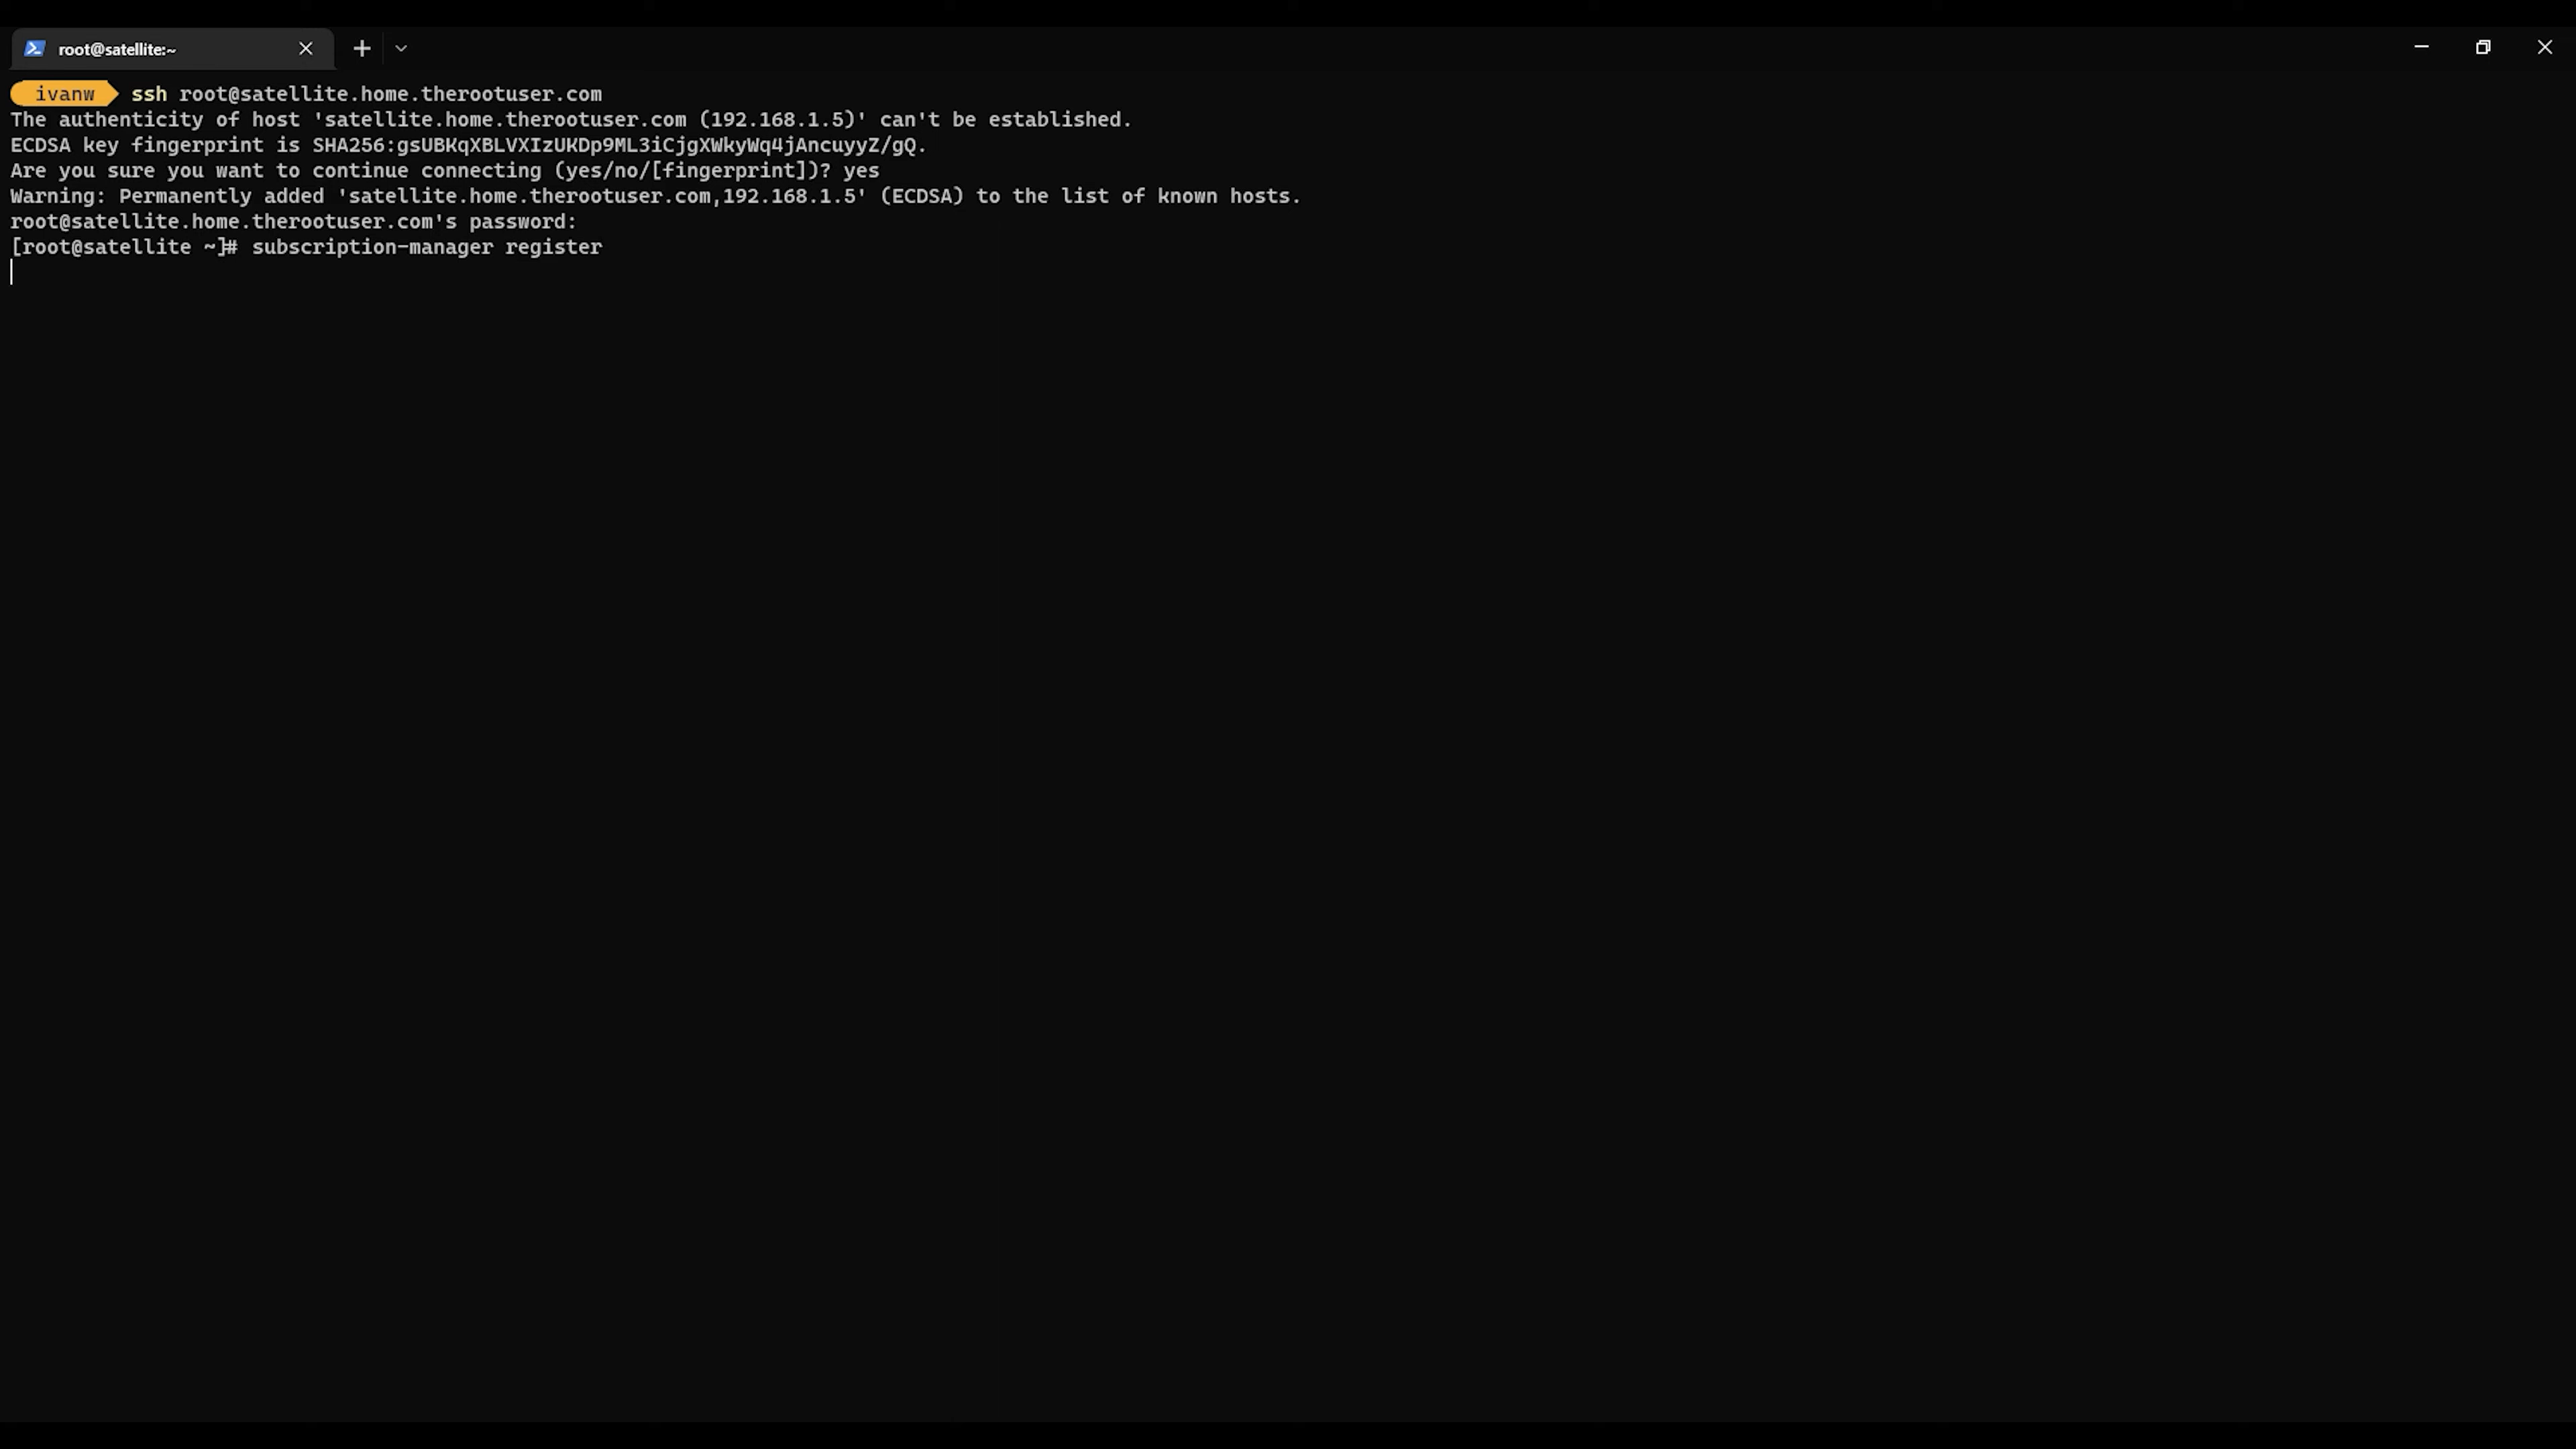 root@satellite:~
ivanw ssh root@satellite.home.therootuser.com
The authenticity of host 'satellite.home.therootuser.com (192.168.1.5)' can't be established.
ECDSA key fingerprint is SHA256:gsUBKqXBLVXIzUKDp9ML3iCjgXWkyWq4jAncuyyZ/gQ.
Are you sure you want to continue connecting (yes/no/[fingerprint])? yes
Warning: Permanently added 'satellite.home.therootuser.com,192.168.1.5' (ECDSA) to the list of known hosts.
root@satellite.home.therootuser.com's password:
[root@satellite ~]# subscription-manager register